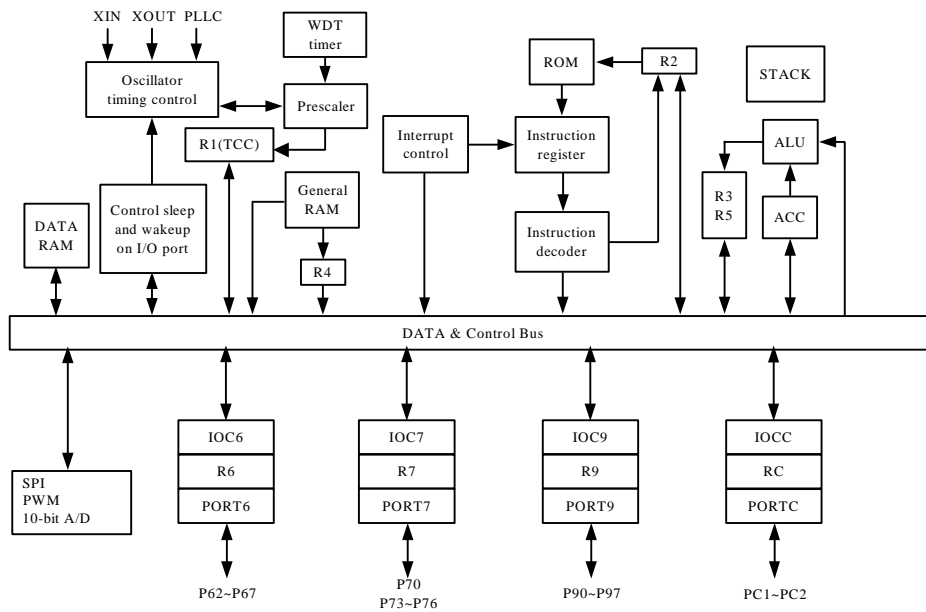 XIN XOUT PLLC
WDT
timer
Oscillator
timing control
Prescaler
R1(TCC)
ROM
R2
STACK
Interrupt
control
Instruction
register
ALU
DATA
RAM
Control sleep
and wakeup
on I/O port
General
RAM
R4
Instruction
decoder
R3
R5
ACC
DATA & Control Bus
SPI
PWM
10-bit A/D
IOC6
R6
PORT6
P62~P67
IOC7
R7
PORT7
P70
P73~P76
IOC9
R9
PORT9
P90~P97
IOCC
RC
PORTC
PC1~PC2